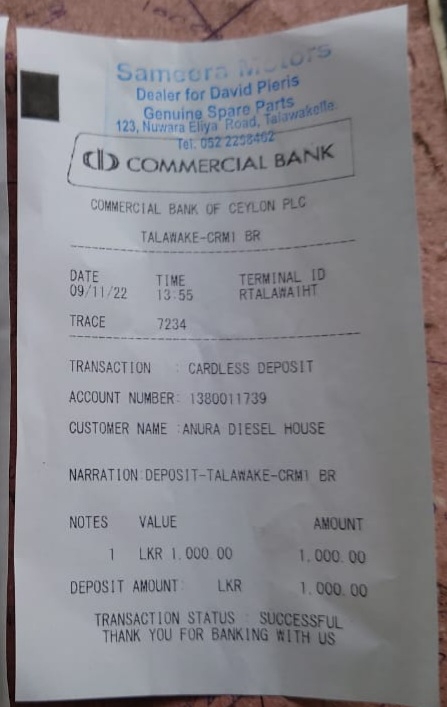 Sameera Motors
Dealer for David Pieris
Genuine Spare Parts
123, Nuwara Eliya Road, Talawakelle.
Tel: 052 2258462
COMMERCIAL BANK
COMMERCIAL BANK OF CEYLON PLC
TALAWAKE-CRM1 BR
DATE TIME TERMINAL ID
09/11/22 13:55 RTALAWA1HT
TRACE 7234
TRANSACTION : CARDLESS DEPOSIT
ACCOUNT NUMBER: 1380011739
CUSTOMER NAME :ANURA DIESEL HOUSE
NARRATION:DEPOSIT-TALAWAKE-CRM1 BR
NOTES VALUE AMOUNT
1 LKR 1,000.00 1,000.00
DEPOSIT AMOUNT: LKR 1,000.00
TRANSACTION STATUS : SUCCESSFUL
THANK YOU FOR BANKING WITH US